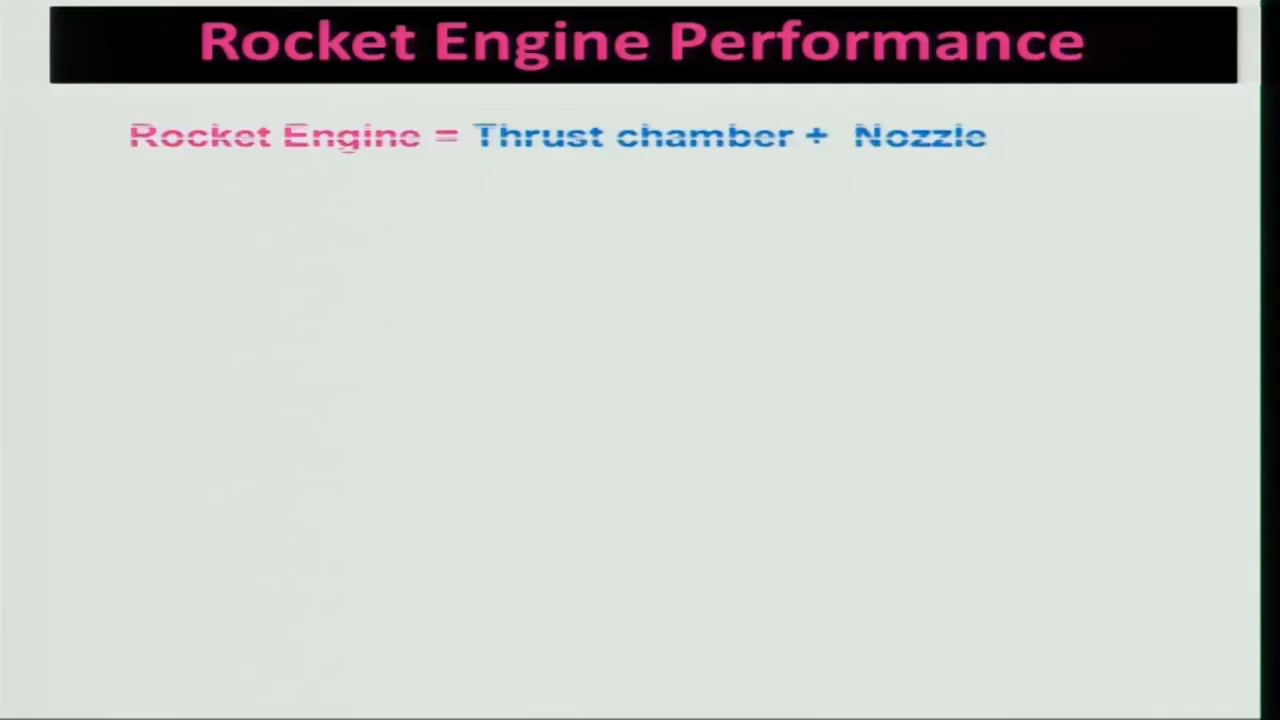 Rocket Engine Performance
Rocket Engine = Thrust chamber + Nozzle